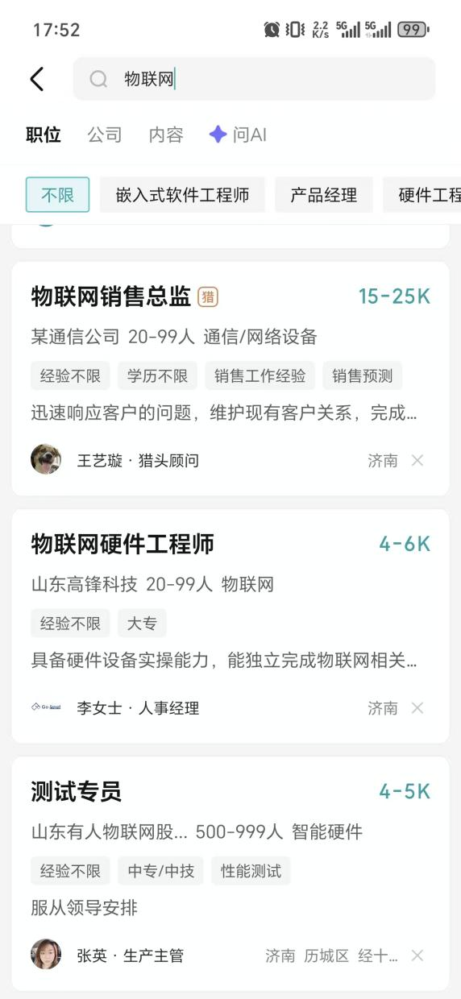 17:52 2.2 K/s 5G 5G 99
物联网
职位 公司 内容 问AI
不限 嵌入式软件工程师 产品经理 硬件工程
物联网销售总监 猎 15-25K
某通信公司 20-99人 通信/网络设备
经验不限 学历不限 销售工作经验 销售预测
迅速响应客户的问题，维护现有客户关系，完成...
王艺璇 · 猎头顾问 济南
物联网硬件工程师 4-6K
山东高锋科技 20-99人 物联网
经验不限 大专
具备硬件设备实操能力，能独立完成物联网相关...
李女士 · 人事经理 济南
测试专员 4-5K
山东有人物联网股... 500-999人 智能硬件
经验不限 中专/中技 性能测试
服从领导安排
张英 · 生产主管 济南 历城区 经十...